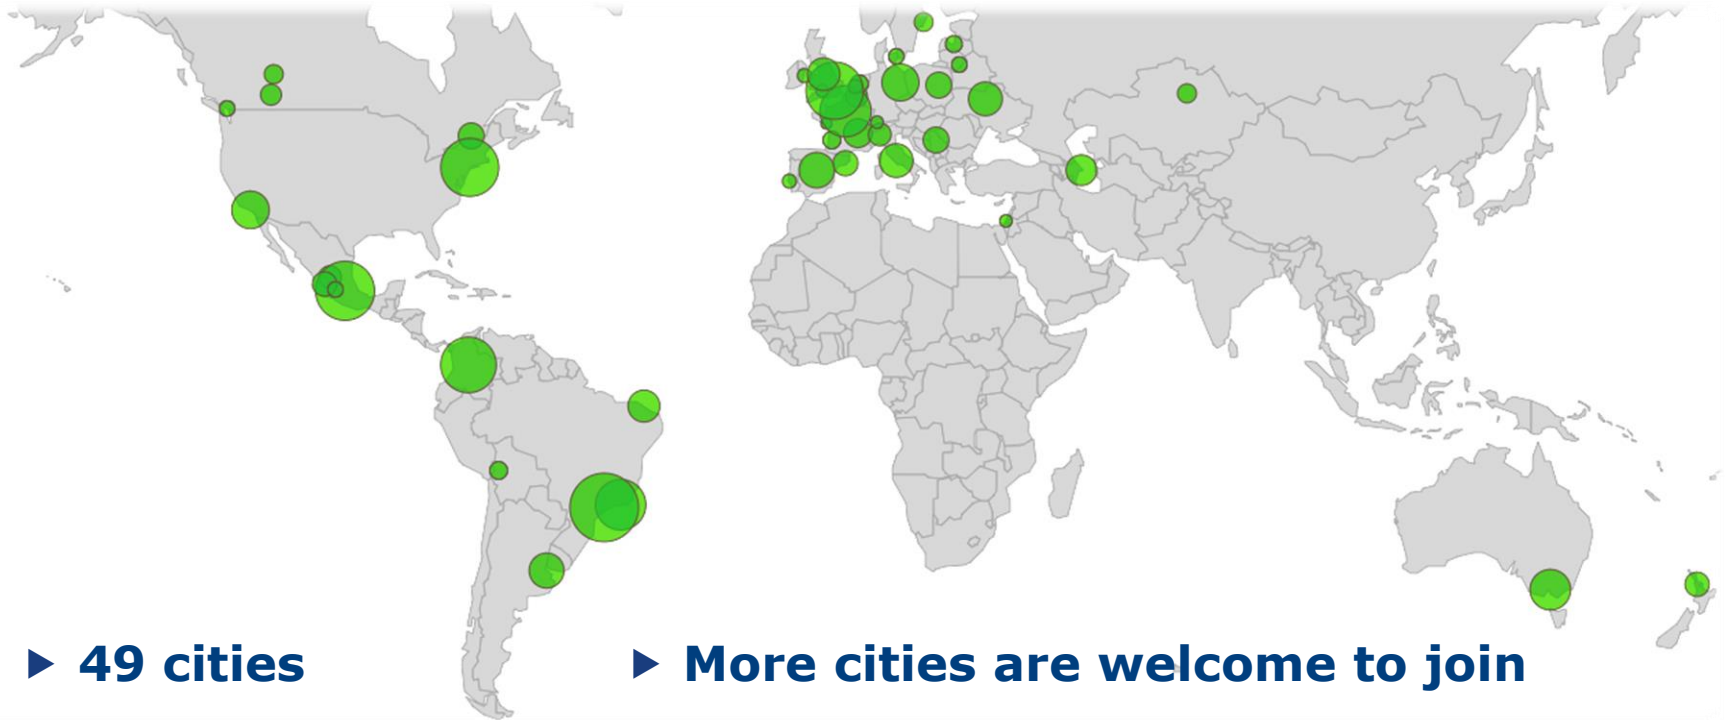 ▶ 49 cities
▶ More cities are welcome to join